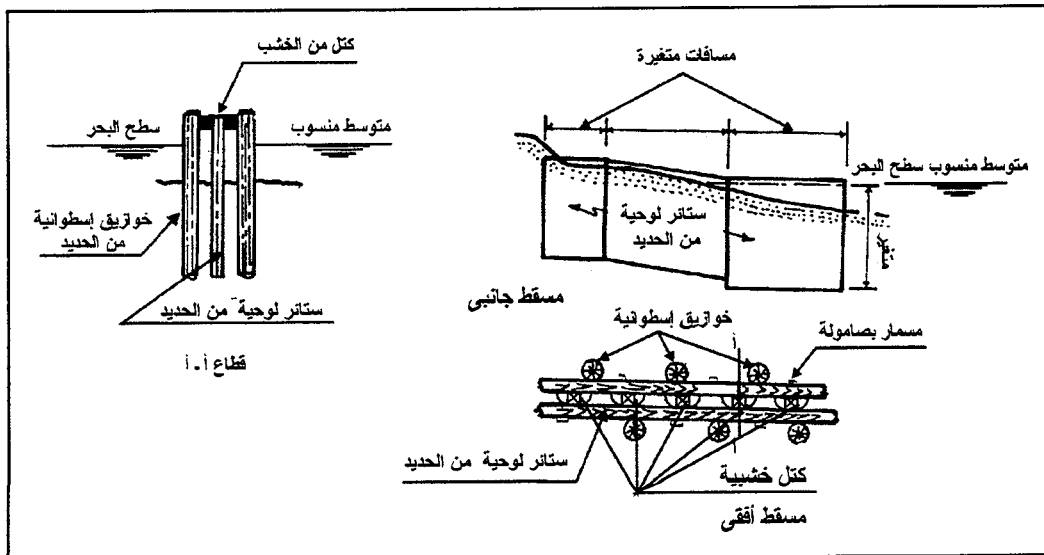 كتل من الخشب
سطح البحر
متوسط منسوب
خوازيق إسطوانية
من الحديد
ستائر لوحية من الحديد
قطاع أ. أ
مسافات متغيرة
متوسط منسوب سطح البحر
متغير
ستائر لوحية
من الحديد
مسقط جانبى
خوازيق إسطوانية
مسمار بصامولة
أ
ستائر لوحية من الحديد
أ
كتل خشبية
مسقط أفقى